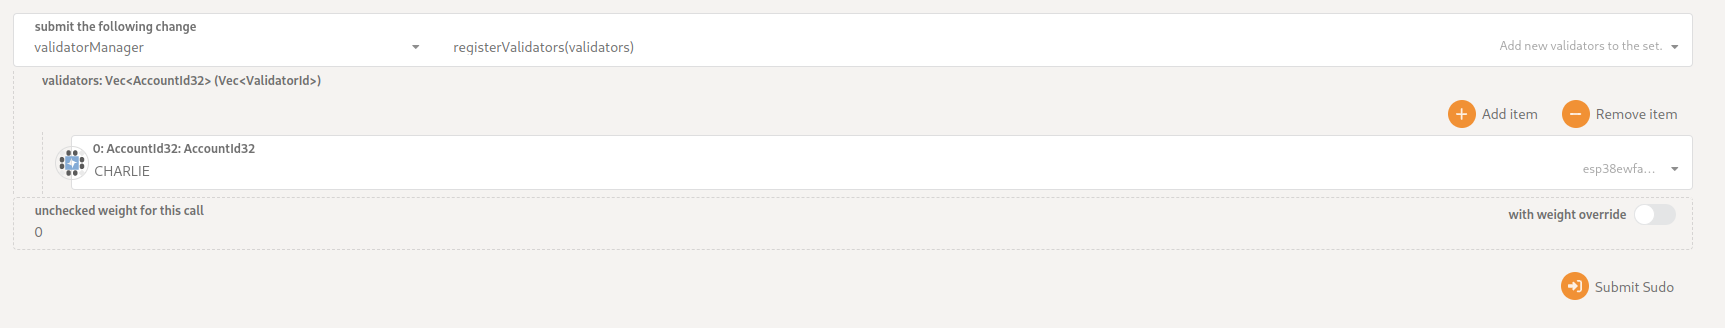 submit the following change
validatorManager
registerValidators(validators)
Add new validators to the set.
validators: Vec<AccountId32> (Vec<ValidatorId>)
Add item
Remove item
0: AccountId32: AccountId32
CHARLIE
esp38ewfa...
unchecked weight for this call
0
with weight override
Submit Sudo